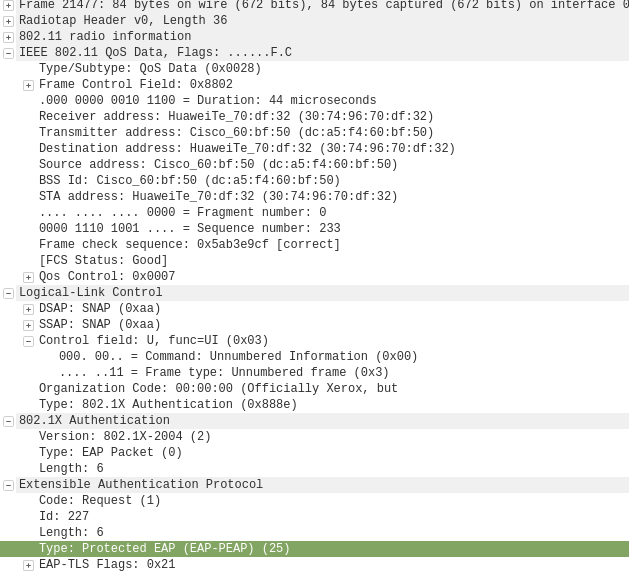 Frame 21477: 84 bytes on wire (672 bits), 84 bytes captured (672 bits) on interface 0
Radiotap Header v0, Length 36
802.11 radio information
IEEE 802.11 QoS Data, Flags: ......F.C
Type/Subtype: QoS Data (0x0028)
Frame Control Field: 0x8802
.000 0000 0010 1100 = Duration: 44 microseconds
Receiver address: HuaweiTe_70:df:32 (30:74:96:70:df:32)
Transmitter address: Cisco_60:bf:50 (dc:a5:f4:60:bf:50)
Destination address: HuaweiTe_70:df:32 (30:74:96:70:df:32)
Source address: Cisco_60:bf:50 (dc:a5:f4:60:bf:50)
BSS Id: Cisco_60:bf:50 (dc:a5:f4:60:bf:50)
STA address: HuaweiTe_70:df:32 (30:74:96:70:df:32)
.... .... .... 0000 = Fragment number: 0
0000 1110 1001 .... = Sequence number: 233
Frame check sequence: 0x5ab3e9cf [correct]
[FCS Status: Good]
Qos Control: 0x0007
Logical-Link Control
DSAP: SNAP (0xaa)
SSAP: SNAP (0xaa)
Control field: U, func=UI (0x03)
000. 00.. = Command: Unnumbered Information (0x00)
.... ..11 = Frame type: Unnumbered frame (0x3)
Organization Code: 00:00:00 (Officially Xerox, but
Type: 802.1X Authentication (0x888e)
802.1X Authentication
Version: 802.1X-2004 (2)
Type: EAP Packet (0)
Length: 6
Extensible Authentication Protocol
Code: Request (1)
Id: 227
Length: 6
Type: Protected EAP (EAP-PEAP) (25)
EAP-TLS Flags: 0x21